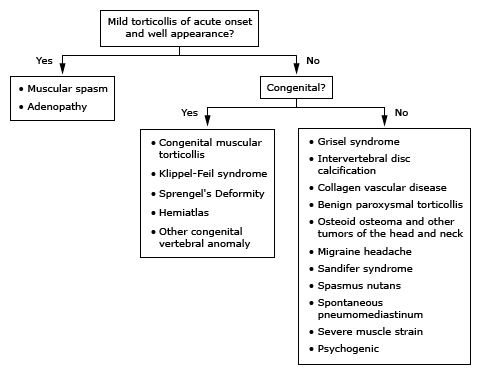 Mild torticollis of acute onset
and well appearance?
Yes
No
• Muscular spasm
• Adenopathy
Congenital?
Yes
No
• Congenital muscular
torticollis
• Klippel-Feil syndrome
• Sprengel's Deformity
• Hemiatlas
• Other congenital
vertebral anomaly
• Grisel syndrome
• Intervertebral disc
calcification
• Collagen vascular disease
• Benign paroxysmal torticollis
• Osteoid osteoma and other
tumors of the head and neck
• Migraine headache
• Sandifer syndrome
• Spasmus nutans
• Spontaneous
pneumomediastinum
• Severe muscle strain
• Psychogenic